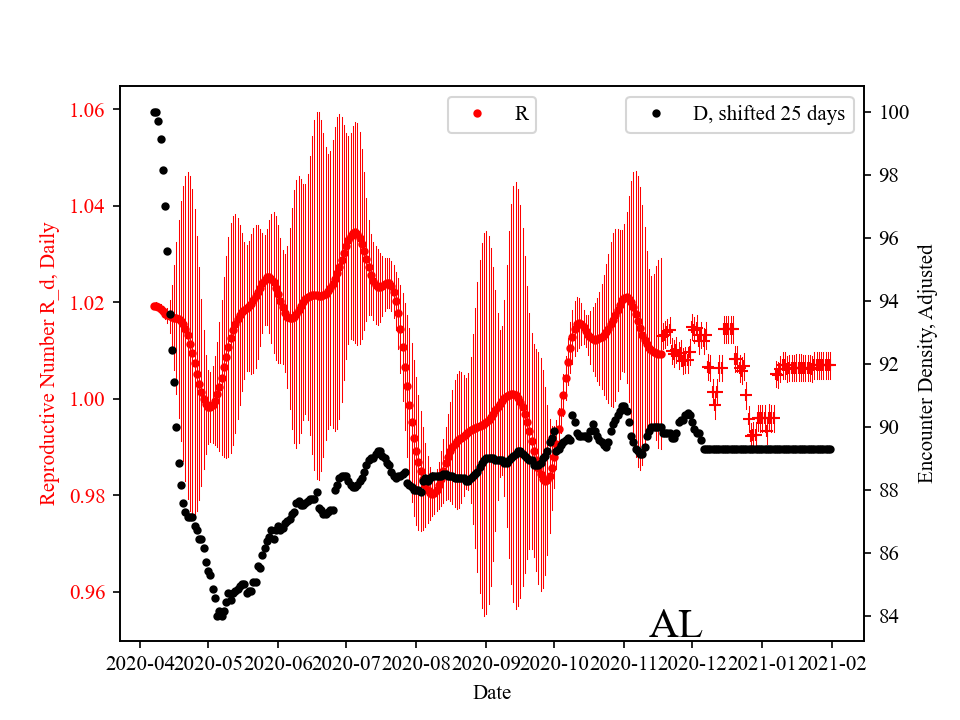 R
D, shifted 25 days
1.06
1.04
1.02
1.00
0.98
0.96
Reproductive Number R_d, Daily
100
98
96
94
92
90
88
86
84
Encounter Density, Adjusted
AL
2020-04 2020-05 2020-06 2020-07 2020-08 2020-09 2020-10 2020-11 2020-12 2021-01 2021-02
Date